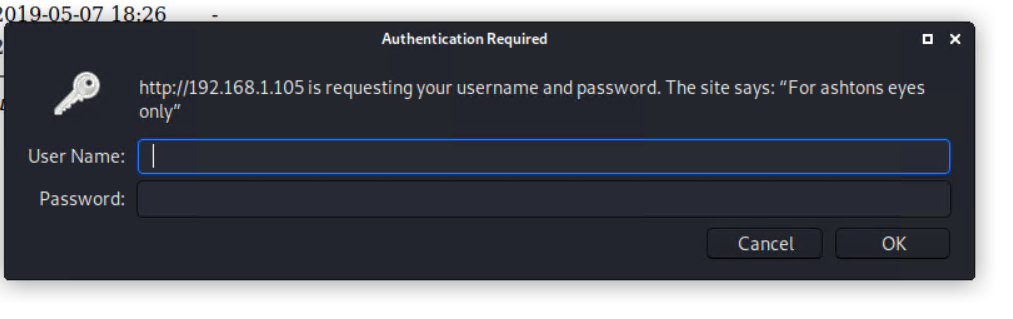 2019-05-07 18:26 -
Authentication Required
http://192.168.1.105 is requesting your username and password. The site says: “For ashtons eyes
only”
User Name:
Password:
Cancel OK